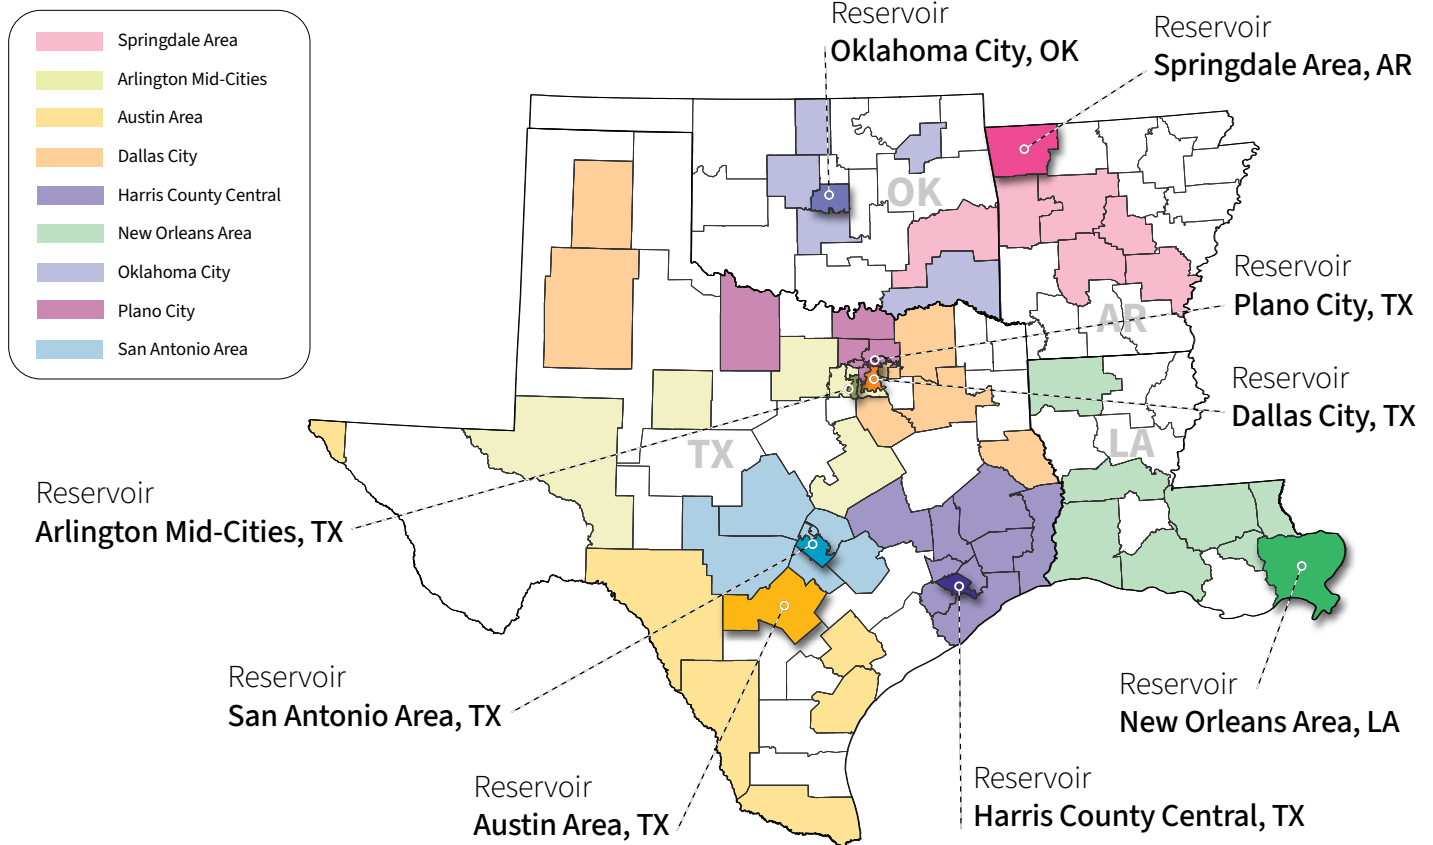 Springdale Area
Arlington Mid-Cities
Austin Area
Dallas City
Harris County Central
New Orleans Area
Oklahoma City
Plano City
San Antonio Area
Reservoir
Oklahoma City, OK
Reservoir
Springdale Area, AR
OK
Reservoir
Plano City, TX
AR
Reservoir
Dallas City, TX
TX
LA
Reservoir
Arlington Mid-Cities, TX
Reservoir
San Antonio Area, TX
Reservoir
New Orleans Area, LA
Reservoir
Austin Area, TX
Reservoir
Harris County Central, TX